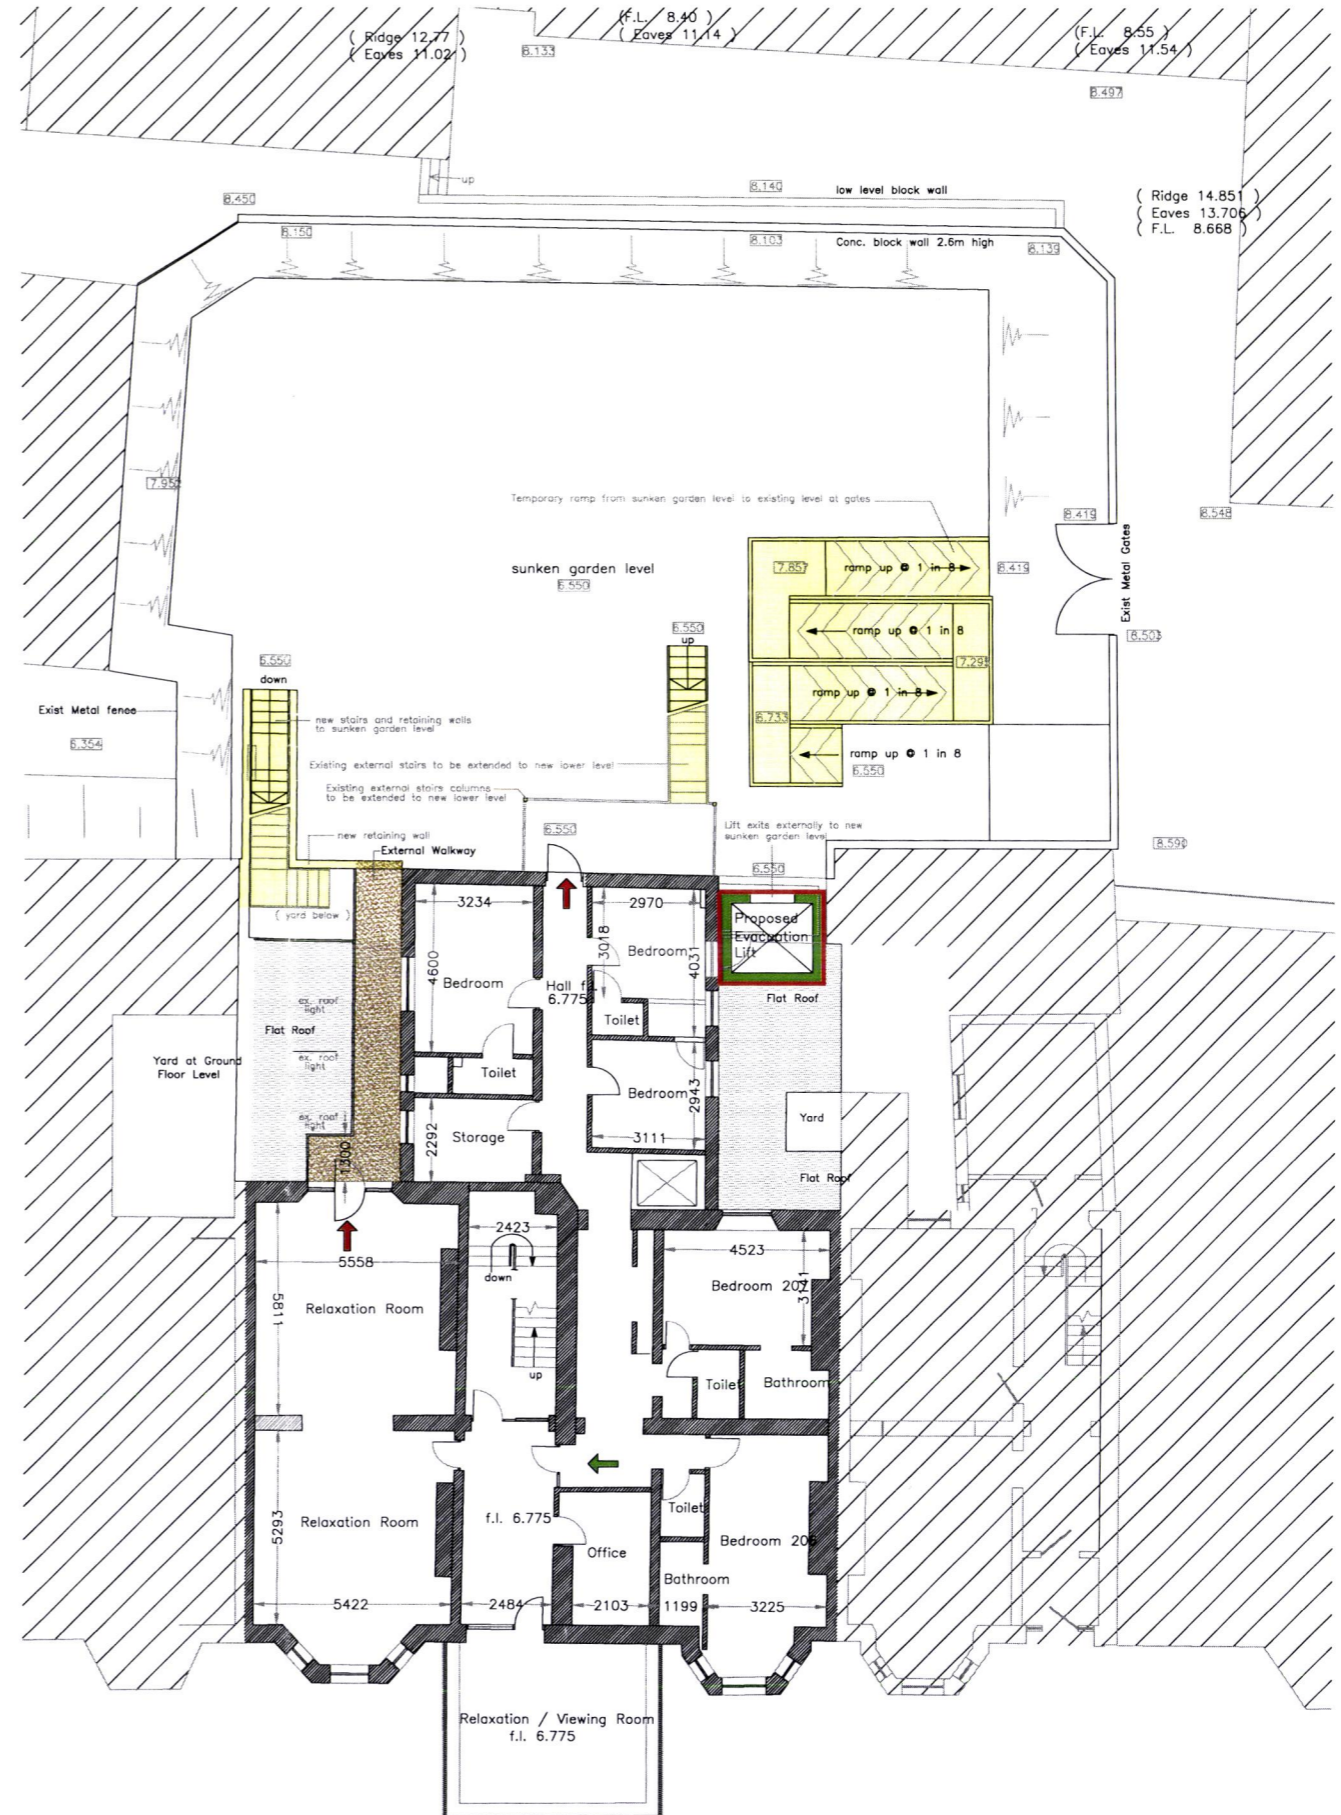 ( Ridge 12.77 )
( Eaves 11.02 )
(F.L. 8.40 )
( Eaves 11.14 )
(F.L. 8.55 )
( Eaves 11.54 )
8.133
8.497
up
8.450
8.140
low level block wall
( Ridge 14.851 )
( Eaves 13.706 )
( F.L. 8.668 )
8.150
8.103
Conc. block wall 2.6m high
8.139
Temporary ramp from sunken garden level to existing level at gates
8.419
8.548
sunken garden level
6.550
7.857
ramp up @ 1 in 8
8.419
Exist Metal Gates
ramp up @ 1 in 8
8.503
6.550
up
6.550
down
ramp up @ 1 in 8
Exist Metal fence
6.354
new stairs and retaining walls
to sunken garden level
6.733
Existing external stairs to be extended to new lower level
ramp up @ 1 in 8
6.550
Existing external stairs columns
to be extended to new lower level
6.550
Lift exits externally to new
sunken garden level
new retaining wall
External Walkway
8.590
6.550
( yard below )
3234
2970
Proposed
Evacuation
Lift
3018
4031
4600
Bedroom
Bedroom
Hall f.l.
6.775
Flat Roof
ex. roof
light
Toilet
Flat Roof
Yard at Ground
Floor Level
ex. roof
light
Toilet
Bedroom
2943
Yard
ex. roof
light
Storage
2292
3111
1300
Flat Roof
2423
5558
4523
down
Bedroom 207
3141
5811
Relaxation Room
up
Toilet
Bathroom
5293
Relaxation Room
f.l. 6.775
Toilet
Office
Bedroom 206
Bathroom
5422
2484
2103
1199
3225
Relaxation / Viewing Room
f.l. 6.775